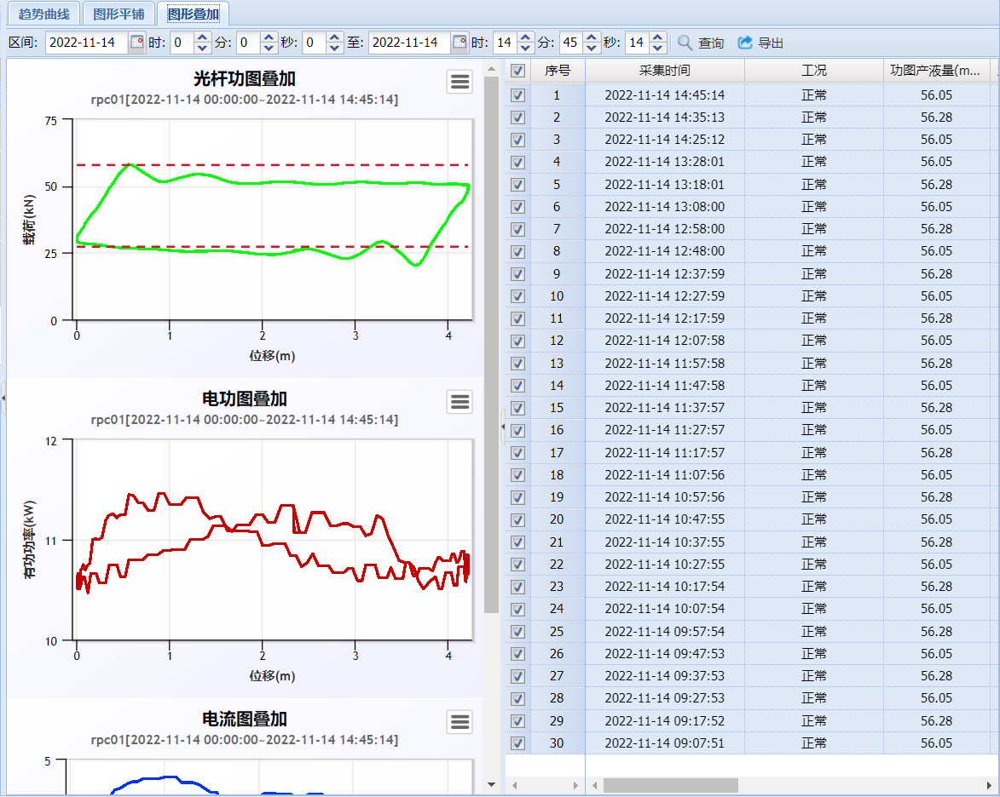 趋势曲线 图形平铺 图形叠加
区间: 2022-11-14 时: 0 分: 0 秒: 0 至: 2022-11-14 时: 14 分: 45 秒: 14 查询 导出
光杆功图叠加
rpc01[2022-11-14 00:00:00~2022-11-14 14:45:14]
75
50
25
0
载荷(kN)
0 1 2 3 4
位移(m)
电功图叠加
rpc01[2022-11-14 00:00:00~2022-11-14 14:45:14]
12
11
10
有功功率(kW)
0 1 2 3 4
位移(m)
电流图叠加
rpc01[2022-11-14 00:00:00~2022-11-14 14:45:14]
5
序号 采集时间 工况 功图产液量(m...
1 2022-11-14 14:45:14 正常 56.05
2 2022-11-14 14:35:13 正常 56.28
3 2022-11-14 14:25:12 正常 56.05
4 2022-11-14 13:28:01 正常 56.05
5 2022-11-14 13:18:01 正常 56.28
6 2022-11-14 13:08:00 正常 56.05
7 2022-11-14 12:58:00 正常 56.28
8 2022-11-14 12:48:00 正常 56.05
9 2022-11-14 12:37:59 正常 56.28
10 2022-11-14 12:27:59 正常 56.05
11 2022-11-14 12:17:59 正常 56.28
12 2022-11-14 12:07:58 正常 56.05
13 2022-11-14 11:57:58 正常 56.28
14 2022-11-14 11:47:58 正常 56.05
15 2022-11-14 11:37:57 正常 56.28
16 2022-11-14 11:27:57 正常 56.05
17 2022-11-14 11:17:57 正常 56.28
18 2022-11-14 11:07:56 正常 56.05
19 2022-11-14 10:57:56 正常 56.28
20 2022-11-14 10:47:55 正常 56.05
21 2022-11-14 10:37:55 正常 56.28
22 2022-11-14 10:27:55 正常 56.05
23 2022-11-14 10:17:54 正常 56.28
24 2022-11-14 10:07:54 正常 56.05
25 2022-11-14 09:57:54 正常 56.28
26 2022-11-14 09:47:53 正常 56.05
27 2022-11-14 09:37:53 正常 56.28
28 2022-11-14 09:27:53 正常 56.05
29 2022-11-14 09:17:52 正常 56.28
30 2022-11-14 09:07:51 正常 56.05